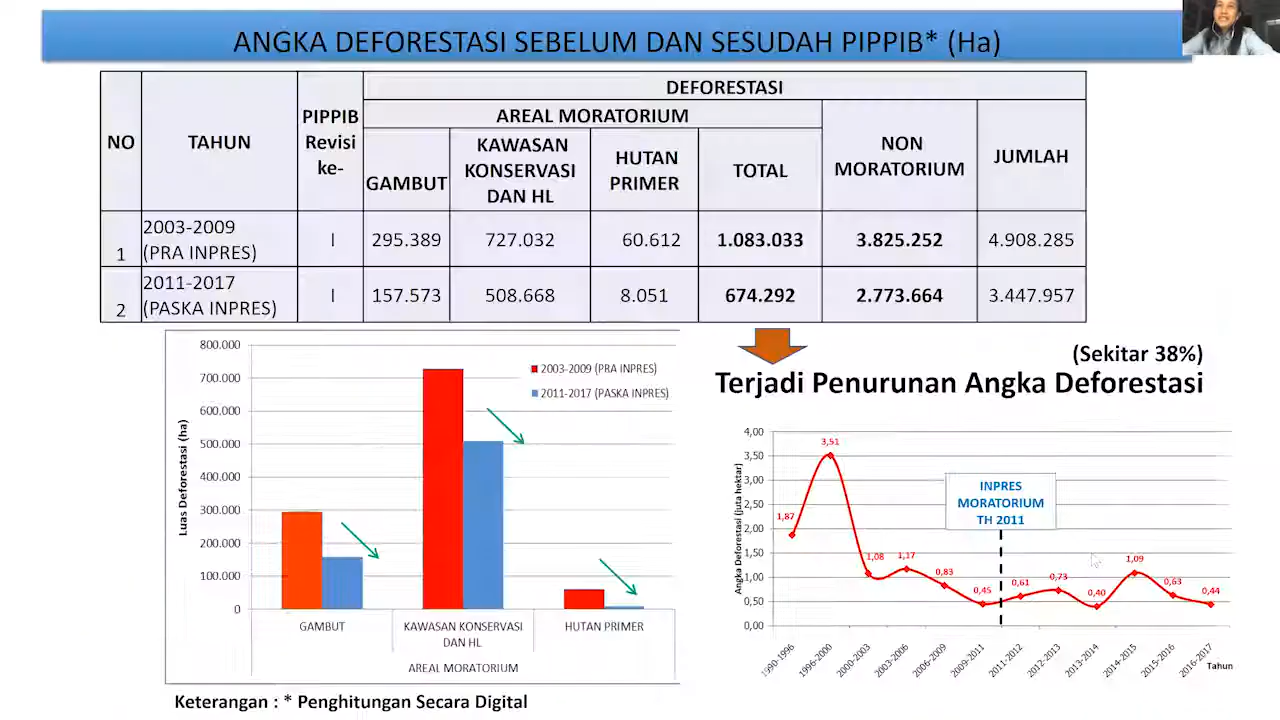 ANGKA DEFORESTASI SEBELUM DAN SESUDAH PIPPIB* (Ha)
NO
TAHUN
PIPPIB
Revisi
ke-
DEFORESTASI
AREAL MORATORIUM
GAMBUT
KAWASAN
KONSERVASI
DAN HL
HUTAN
PRIMER
TOTAL
NON
MORATORIUM
JUMLAH
1
2003-2009
(PRA INPRES)
I
295.389
727.032
60.612
1.083.033
3.825.252
4.908.285
2
2011-2017
(PASKA INPRES)
I
157.573
508.668
8.051
674.292
2.773.664
3.447.957
Luas Deforestasi (ha)
800.000
700.000
600.000
500.000
400.000
300.000
200.000
100.000
0
2003-2009 (PRA INPRES)
2011-2017 (PASKA INPRES)
GAMBUT
KAWASAN KONSERVASI
DAN HL
HUTAN PRIMER
AREAL MORATORIUM
(Sekitar 38%)
Terjadi Penurunan Angka Deforestasi
Angka Deforestasi (juta hektar)
4,00
3,50
3,00
2,50
2,00
1,50
1,00
0,50
0,00
1,87
3,51
1,08
1,17
0,83
0,45
0,61
0,73
0,40
1,09
0,63
0,44
INPRES
MORATORIUM
TH 2011
1990-1996
1996-2000
2000-2003
2003-2006
2006-2009
2009-2011
2011-2012
2012-2013
2013-2014
2014-2015
2015-2016
2016-2017
Tahun
Keterangan : * Penghitungan Secara Digital